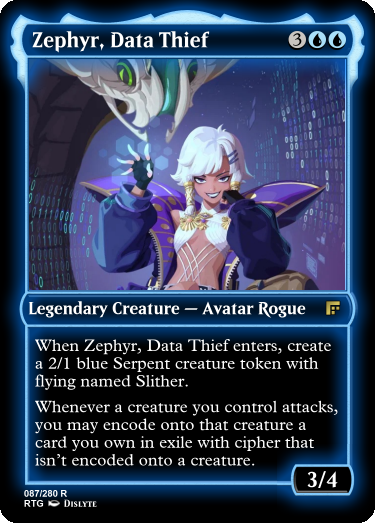 Zephyr, Data Thief 3
Legendary Creature — Avatar Rogue
When Zephyr, Data Thief enters, create
a 2/1 blue Serpent creature token with
flying named Slither.
Whenever a creature you control attacks,
you may encode onto that creature a
card you own in exile with cipher that
isn't encoded onto a creature.
3/4
087/280 R
RTG DISLYTE